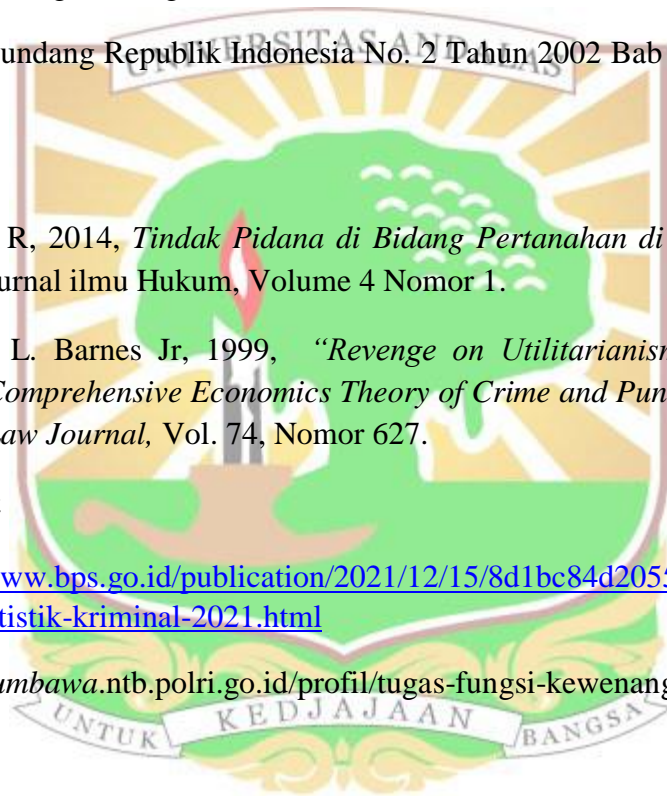 undang Republik Indonesia No. 2 Tahun 2002 Bab
UNIVERSITAS ANDALAS
R, 2014, Tindak Pidana di Bidang Pertanahan di
urnal ilmu Hukum, Volume 4 Nomor 1.
L. Barnes Jr, 1999, “Revenge on Utilitarianism
Comprehensive Economics Theory of Crime and Pun
aw Journal, Vol. 74, Nomor 627.
ww.bps.go.id/publication/2021/12/15/8d1bc84d2055
tistik-kriminal-2021.html
umbawa.ntb.polri.go.id/profil/tugas-fungsi-kewenang
UNTUK KEDJAJAAN BANGSA